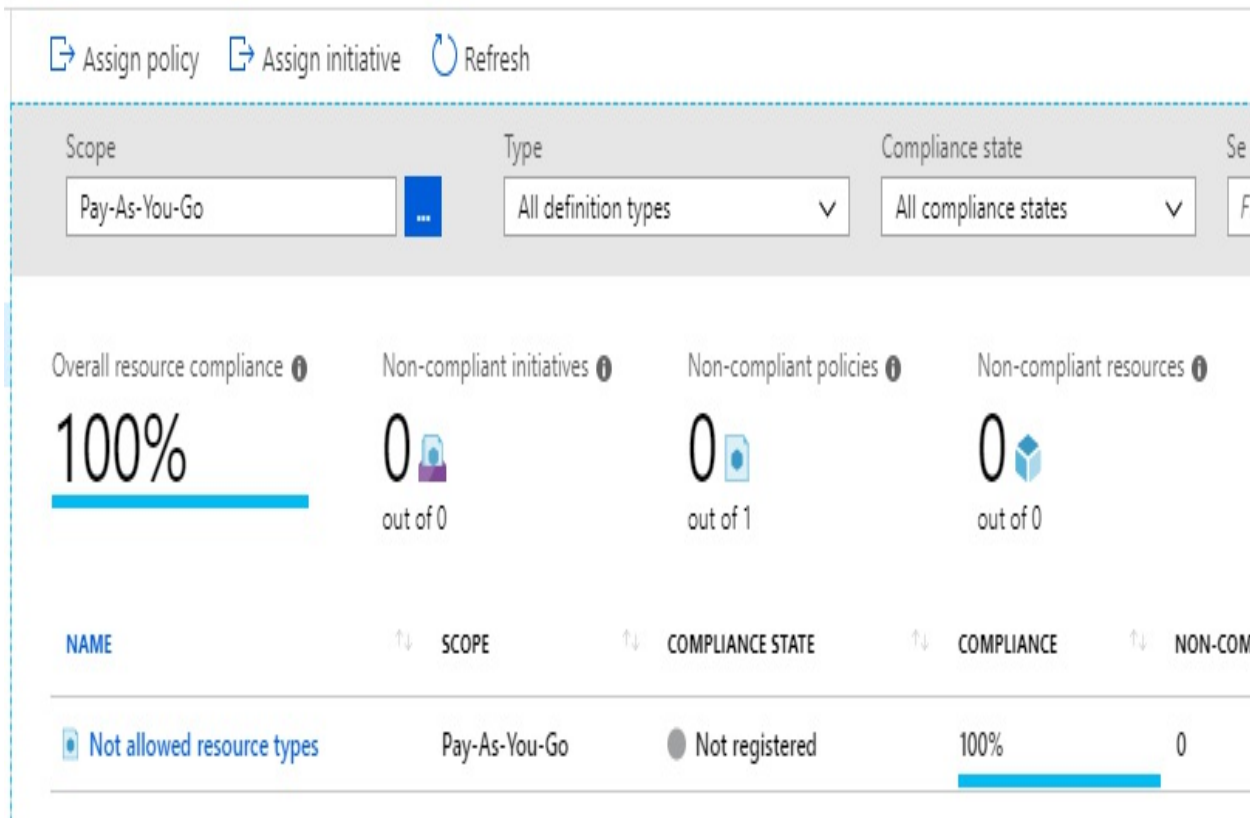 Assign policy Assign initiative Refresh
Scope Type Compliance state Se
Pay-As-You-Go ... All definition types All compliance states F
Overall resource compliance Non-compliant initiatives Non-compliant policies Non-compliant resources
100% 0 0 0
out of 0 out of 1 out of 0
NAME SCOPE COMPLIANCE STATE COMPLIANCE NON-COM
Not allowed resource types Pay-As-You-Go Not registered 100% 0